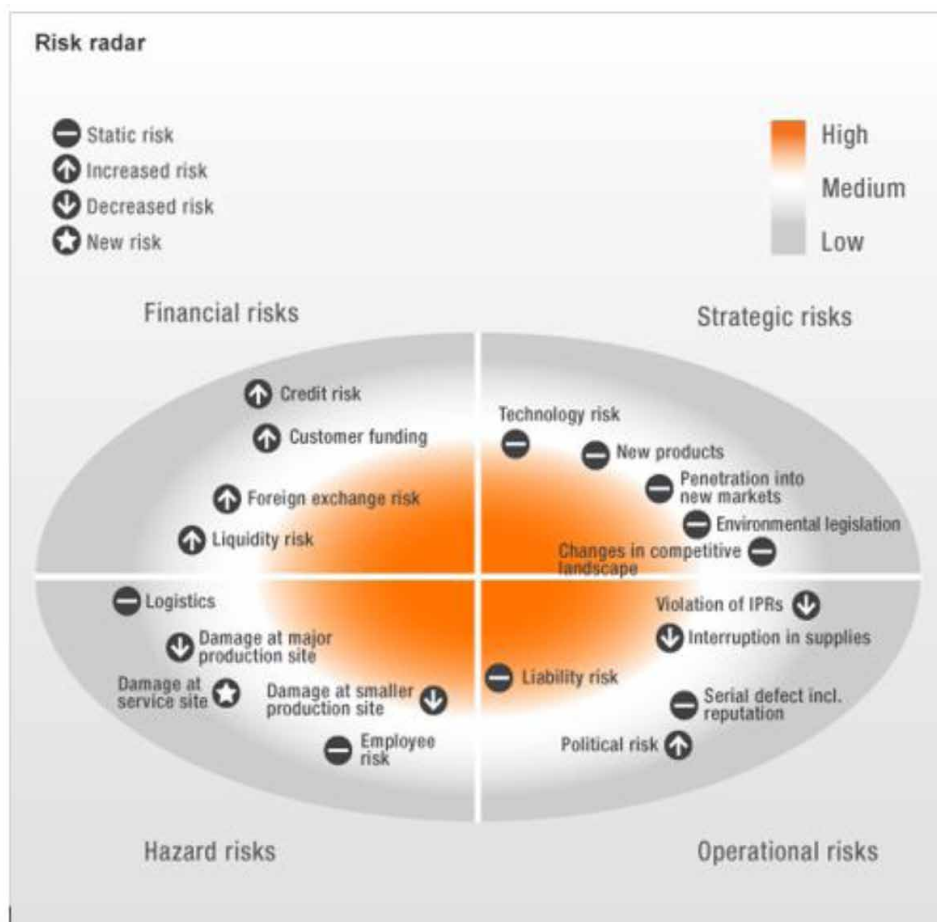 Risk radar
Static risk
Increased risk
Decreased risk
New risk
High
Medium
Low
Financial risks
Strategic risks
Credit risk
Customer funding
Foreign exchange risk
Liquidity risk
Technology risk
New products
Penetration into
new markets
Environmental legislation
Changes in competitive
landscape
Logistics
Damage at major
production site
Damage at
service site
Damage at smaller
production site
Employee
risk
Violation of IPRs
Interruption in supplies
Liability risk
Serial defect incl.
reputation
Political risk
Hazard risks
Operational risks